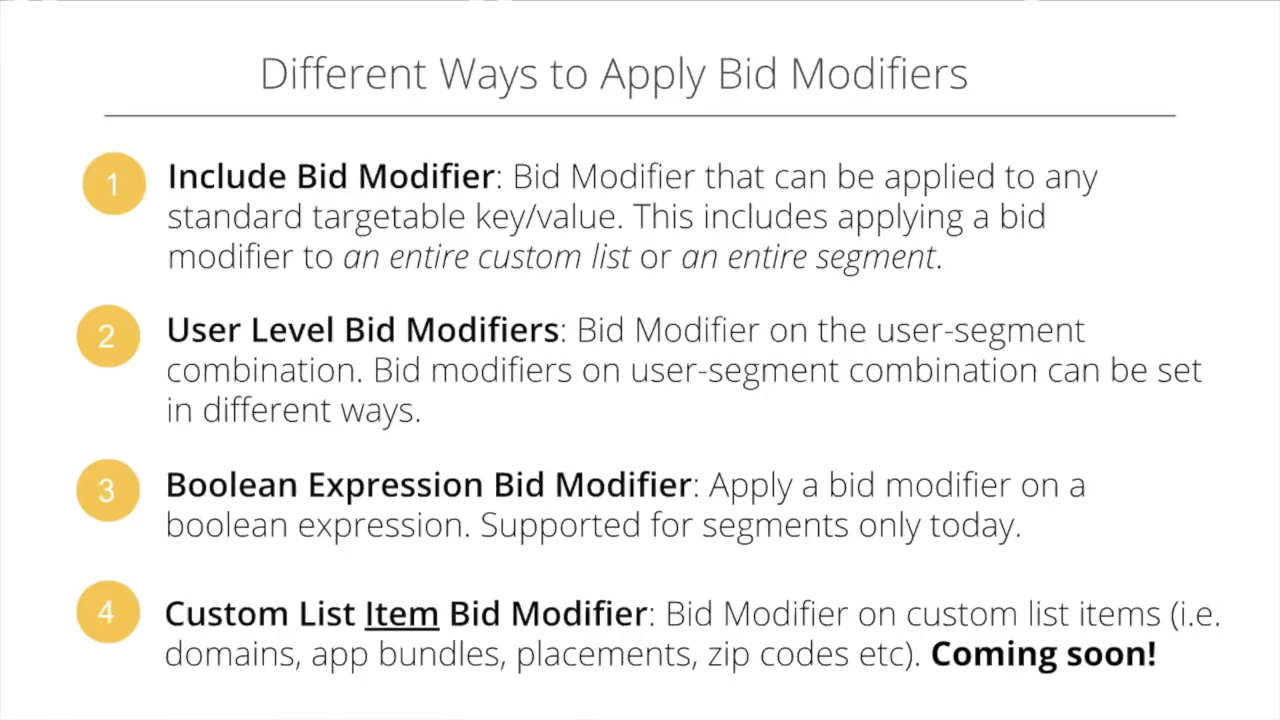 Different Ways to Apply Bid Modifiers
1
Include Bid Modifier: Bid Modifier that can be applied to any
standard targetable key/value. This includes applying a bid
modifier to an entire custom list or an entire segment.
2
User Level Bid Modifiers: Bid Modifier on the user-segment
combination. Bid modifiers on user-segment combination can be set
in different ways.
3
Boolean Expression Bid Modifier: Apply a bid modifier on a
boolean expression. Supported for segments only today.
4
Custom List Item Bid Modifier: Bid Modifier on custom list items (i.e.
domains, app bundles, placements, zip codes etc). Coming soon!